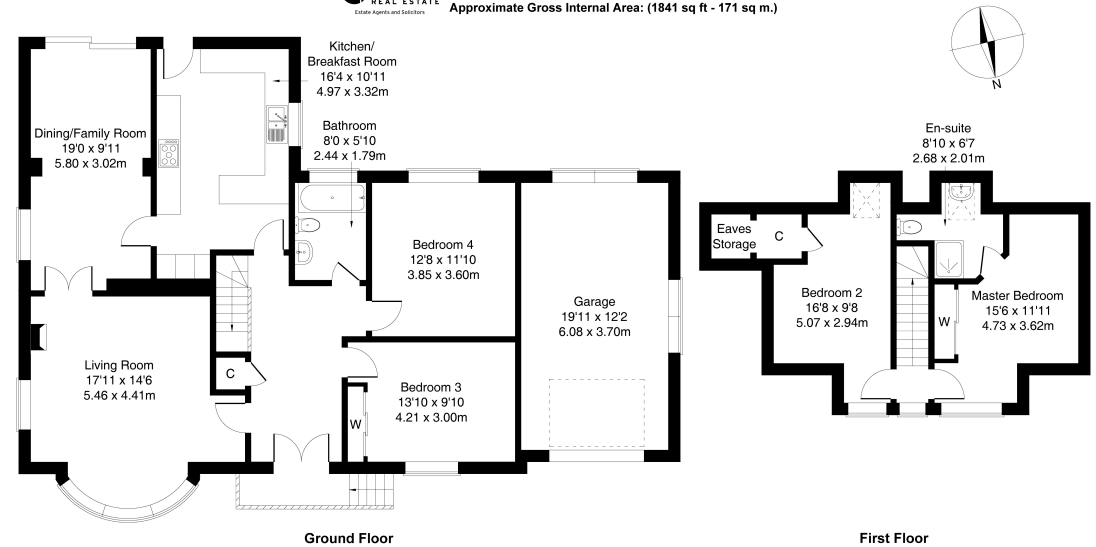 REAL ESTATE
Estate Agents and Solicitors
Approximate Gross Internal Area: (1841 sq ft - 171 sq m.)
N
Kitchen/
Breakfast Room
16'4 x 10'11
4.97 x 3.32m
Dining/Family Room
19'0 x 9'11
5.80 x 3.02m
Bathroom
8'0 x 5'10
2.44 x 1.79m
Bedroom 4
12'8 x 11'10
3.85 x 3.60m
Garage
19'11 x 12'2
6.08 x 3.70m
Living Room
17'11 x 14'6
5.46 x 4.41m
C
Bedroom 3
13'10 x 9'10
4.21 x 3.00m
W
Ground Floor
En-suite
8'10 x 6'7
2.68 x 2.01m
Eaves
Storage
C
Bedroom 2
16'8 x 9'8
5.07 x 2.94m
Master Bedroom
15'6 x 11'11
4.73 x 3.62m
W
First Floor